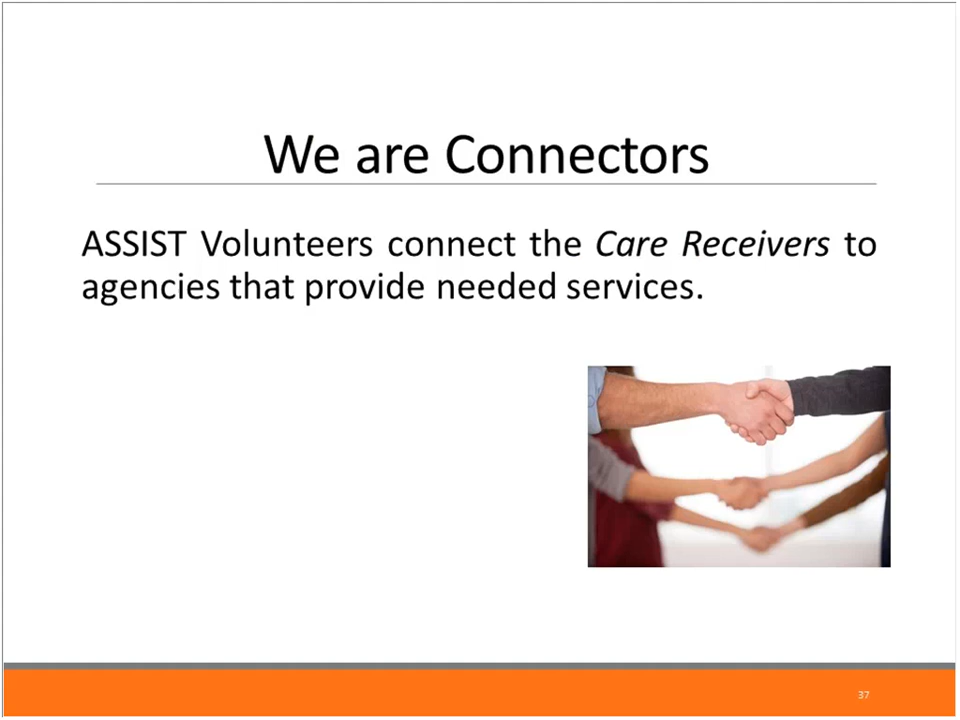 We are Connectors
ASSIST Volunteers connect the Care Receivers to
agencies that provide needed services.
37